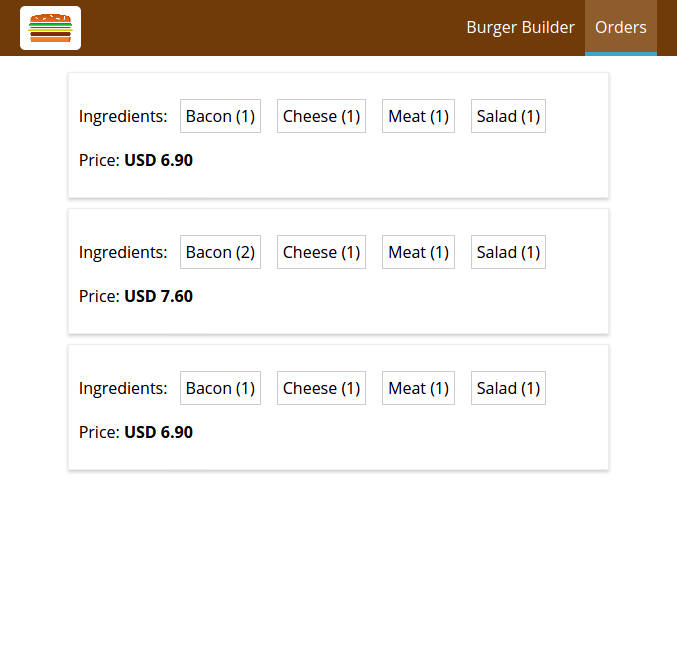 Burger Builder Orders
Ingredients: Bacon (1) Cheese (1) Meat (1) Salad (1)
Price: USD 6.90
Ingredients: Bacon (2) Cheese (1) Meat (1) Salad (1)
Price: USD 7.60
Ingredients: Bacon (1) Cheese (1) Meat (1) Salad (1)
Price: USD 6.90